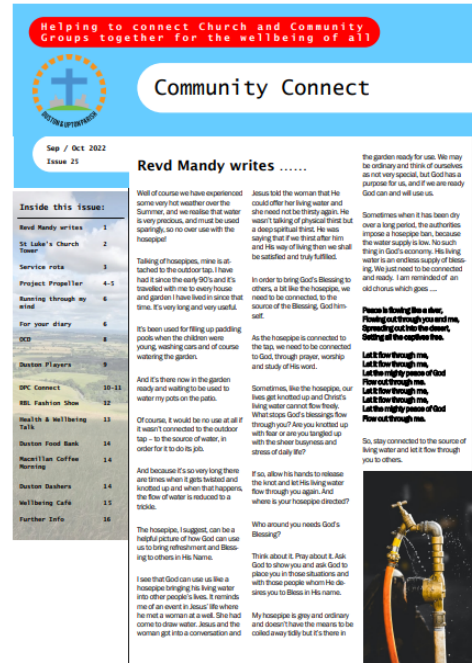 Helping to connect Church and Community
Groups together for the wellbeing of all
DUSTON & UPTON PARISH
Community Connect
Sep / Oct 2022
Issue 25
Inside this issue:
Revd Mandy writes 1
St Luke's Church
Tower 2
Service rota 3
Project Propeller 4-5
Running through my
mind 6
For your diary 6
OCD 8
Duston Players 9
DPC Connect 10-11
RBL Fashion Show 12
Health & Wellbeing
Talk 13
Duston Food Bank 14
Macmillan Coffee
Morning 14
Duston Dashers 14
Wellbeing Café 15
Further Info 16
Revd Mandy writes ......
Well of course we have experienced
some very hot weather over the
Summer, and we realise that water
is very precious, and must be used
sparingly, so no over use with the
hosepipe!
Talking of hosepipes, mine is at-
tached to the outdoor tap. I have
had it since the early 90's and it's
travelled with me to every house
and garden I have lived in since that
time. It's very long and very useful.
It's been used for filling up paddling
pools when the children were
young, washing cars and of course
watering the garden.
And it's there now in the garden
ready and waiting to be used to
water my pots on the patio.
Of course, it would be no use at all if
it wasn't connected to the outdoor
tap – to the source of water, in
order for it to do its job.
And because it's so very long there
are times when it gets twisted and
knotted up and when that happens,
the flow of water is reduced to a
trickle.
The hosepipe, I suggest, can be a
helpful picture of how God can use
us to bring refreshment and Bless-
ing to others in His Name.
I see that God can use us like a
hosepipe bringing his living water
into other people's lives. It reminds
me of an event in Jesus' life where
he met a woman at a well. She had
come to draw water. Jesus and the
woman got into a conversation and
Jesus told the woman that He
could offer her living water and
she need not be thirsty again. He
wasn't talking of physical thirst but
a deep spiritual thirst. He was
saying that if we thirst after him
and His way of living then we shall
be satisfied and truly fulfilled.
In order to bring God's Blessing to
others, a bit like the hosepipe, we
need to be connected, to the
source of the Blessing, God him-
self.
As the hosepipe is connected to
the tap, we need to be connected
to God, through prayer, worship
and study of His word.
Sometimes, like the hosepipe, our
lives get knotted up and Christ's
living water cannot flow freely.
What stops God's blessings flow
through you? Are you knotted up
with fear or are you tangled up
with the sheer busyness and
stress of daily life?
If so, allow his hands to release
the knot and let His living water
flow through you again. And
where is your hosepipe directed?
Who around you needs God's
Blessing?
Think about it. Pray about it. Ask
God to show you and ask God to
place you in those situations and
with those people whom He de-
sires you to Bless in His name.
My hosepipe is grey and ordinary
and doesn't have the means to be
coiled away tidily but it's there in
the garden ready for use. We may
be ordinary and think of ourselves
as not very special, but God has a
purpose for us, and if we are ready
God can and will use us.
Sometimes when it has been dry
over a long period, the authorities
impose a hosepipe ban, because
the water supply is low. No such
thing in God's economy. His living
water is an endless supply of bless-
ing. We just need to be connected
and ready. I am reminded of an
old chorus which goes .....
Peace is flowing like a river,
Flowing out through you and me,
Spreading out into the desert,
Setting all the captives free.
Let it flow through me,
Let it flow through me,
Let the mighty peace of God
Flow out through me.
Let it flow through me,
Let it flow through me,
Let the mighty peace of God
Flow out through me.
So, stay connected to the source of
living water and let it flow through
you to others.